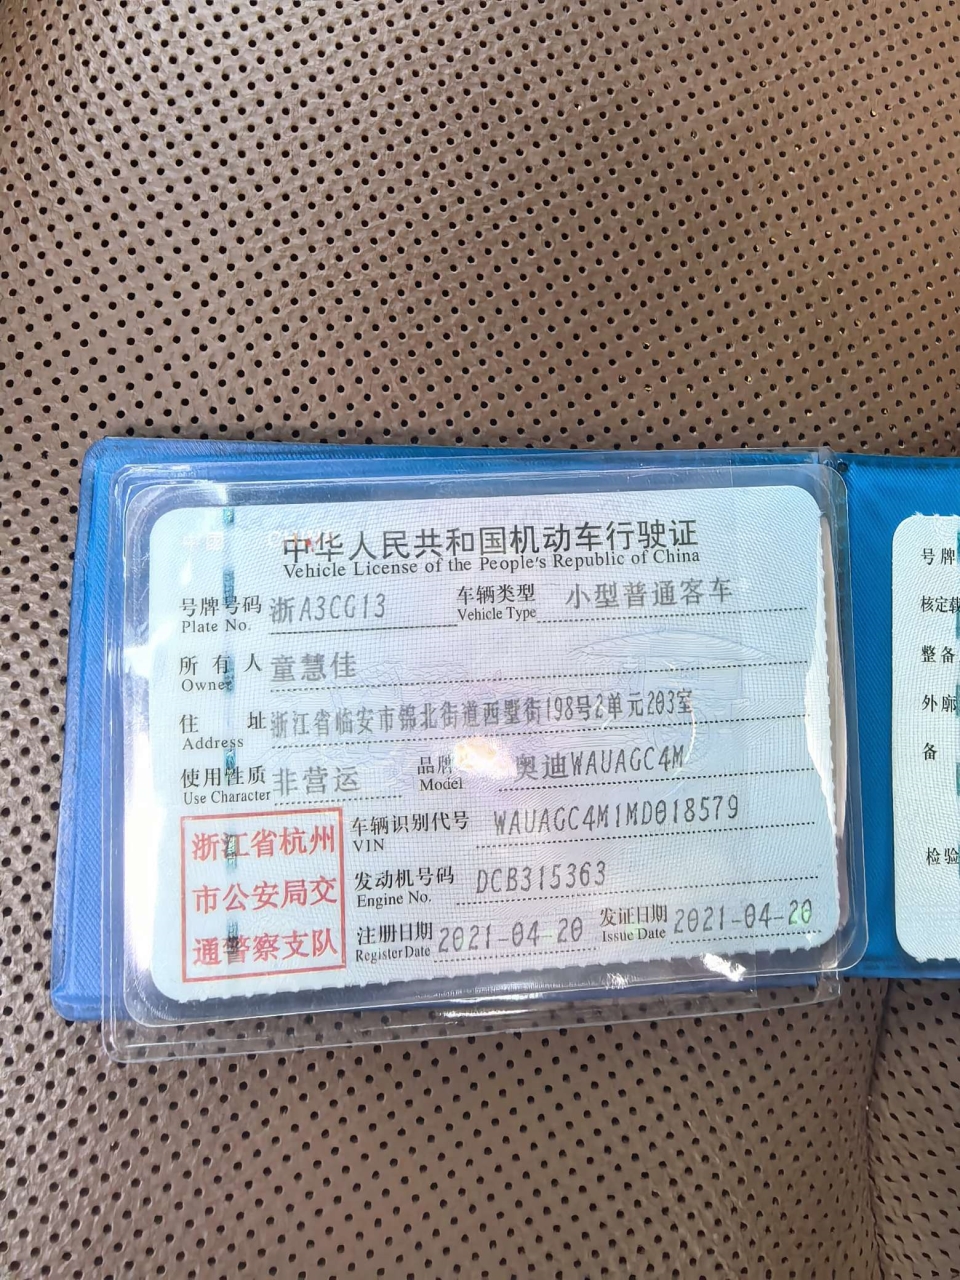 中华人民共和国机动车行驶证
Vehicle License of the People's Republic of China
号牌号码 浙A3CG13 车辆类型 小型普通客车
Plate No. Vehicle Type
所有人 童慧佳
Owner
住址 浙江省临安市锦北街道西墅街198号2单元203室
Address
使用性质 非营运 品牌 奥迪WAUAGC4M
Use Character Model
浙江省杭州
市公安局交
通警察支队
车辆识别代号 WAUAGC4M1MD018579
VIN
发动机号码 DCB315363
Engine No.
注册日期 2021-04-20 发证日期 2021-04-20
Register Date Issue Date
号牌
核定载
整备
外廓
备
检验